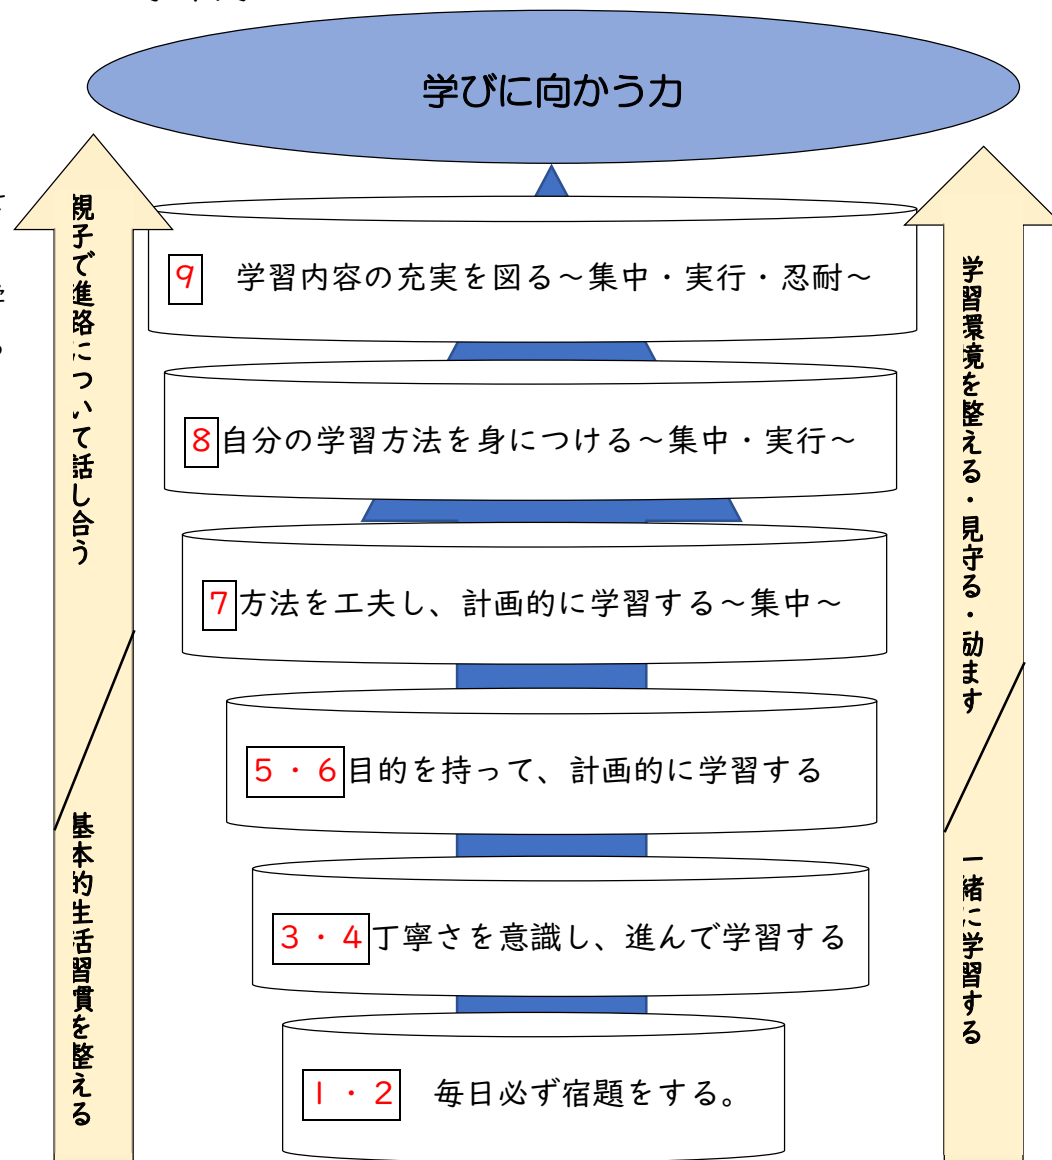 学びに向かう力
親子で進路について話し合う
基本的生活習慣を整える
9 学習内容の充実を図る～集中・実行・忍耐～
8 自分の学習方法を身につける～集中・実行～
7 方法を工夫し、計画的に学習する～集中～
5・6 目的を持って、計画的に学習する
3・4 丁寧さを意識し、進んで学習する
1・2 毎日必ず宿題をする。
学習環境を整える・見守る・励ます
一緒に学習する